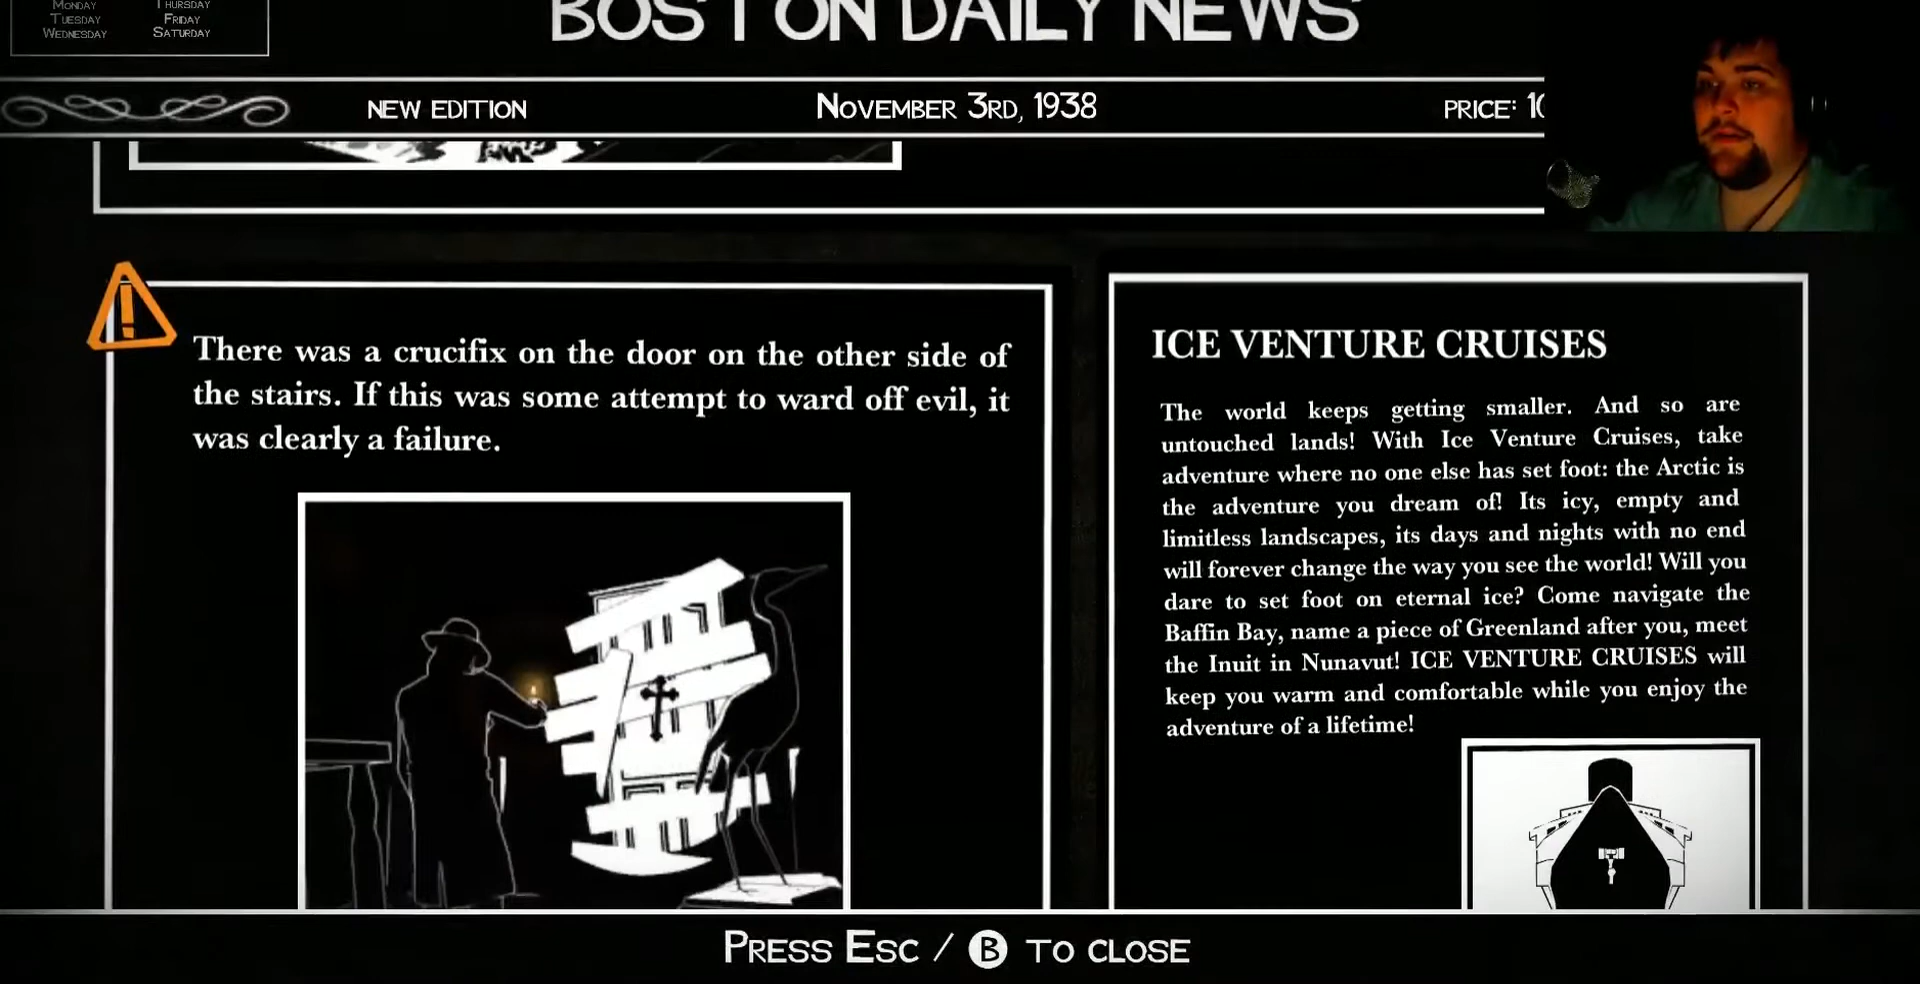 MONDAY
THURSDAY
TUESDAY
FRIDAY
WEDNESDAY
SATURDAY
BOSTON DAILY NEWS
NEW EDITION
NOVEMBER 3RD, 1938
PRICE: 10
There was a crucifix on the door on the other side of
the stairs. If this was some attempt to ward off evil, it
was clearly a failure.
ICE VENTURE CRUISES
The world keeps getting smaller. And so are
untouched lands! With Ice Venture Cruises, take
adventure where no one else has set foot: the Arctic is
the adventure you dream of! Its icy, empty and
limitless landscapes, its days and nights with no end
will forever change the way you see the world! Will you
dare to set foot on eternal ice? Come navigate the
Baffin Bay, name a piece of Greenland after you, meet
the Inuit in Nunavut! ICE VENTURE CRUISES will
keep you warm and comfortable while you enjoy the
adventure of a lifetime!
PRESS ESC / B TO CLOSE